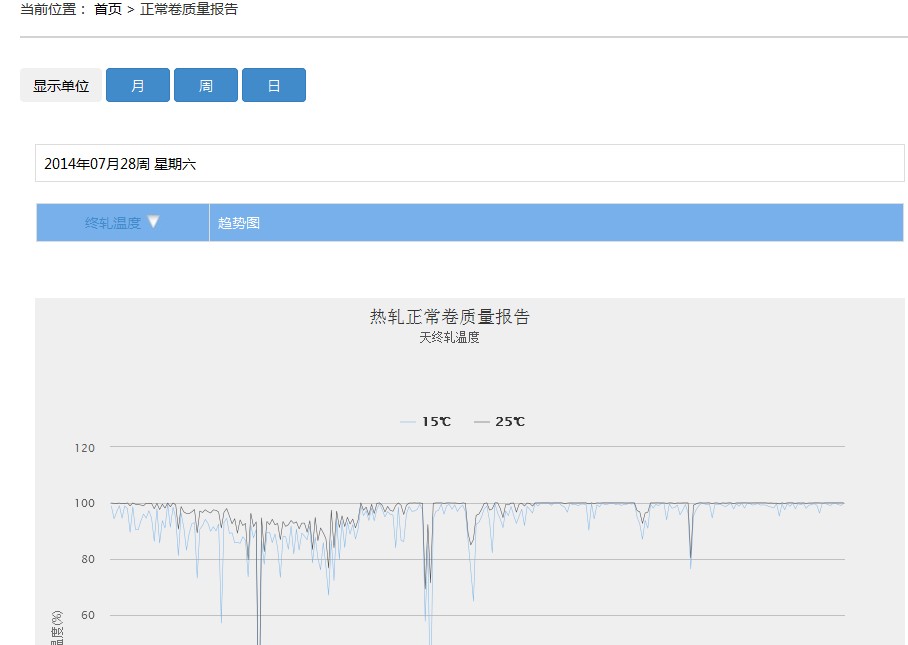 当前位置： 首页 > 正常卷质量报告
显示单位 月 周 日
2014年07月28周 星期六
终轧温度 趋势图
热轧正常卷质量报告
天终轧温度
15℃ 25℃
120
100
80
60
温度(%)